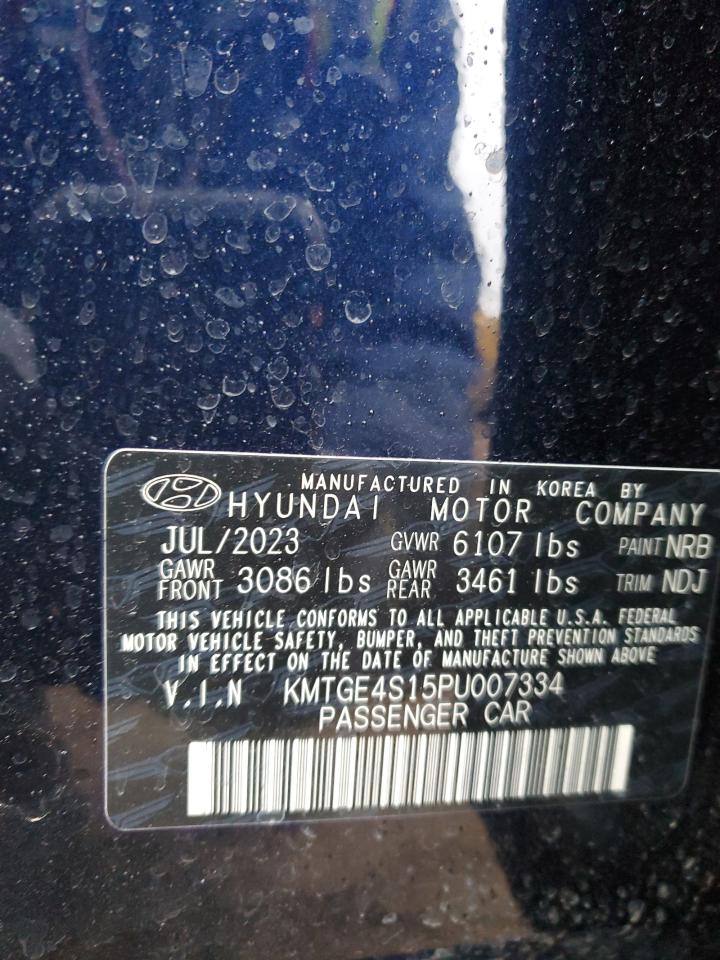 MANUFACTURED IN KOREA BY
HYUNDAI MOTOR COMPANY
JUL/2023 GVWR 6107 lbs PAINT NRB
GAWR FRONT 3086 lbs GAWR REAR 3461 lbs TRIM NDJ
THIS VEHICLE CONFORMS TO ALL APPLICABLE U.S.A. FEDERAL
MOTOR VEHICLE SAFETY, BUMPER, AND THEFT PREVENTION STANDARDS
IN EFFECT ON THE DATE OF MANUFACTURE SHOWN ABOVE
V.I.N KMTGE4S15PU007334
PASSENGER CAR